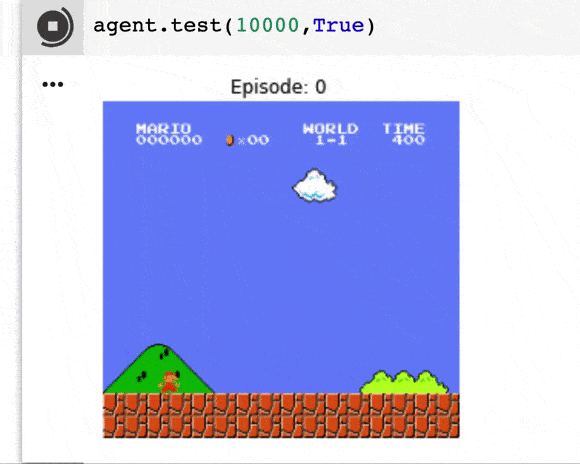 agent.test(10000,True)
Episode: 0
MARIO WORLD TIME
000000 ×00 1-1 400